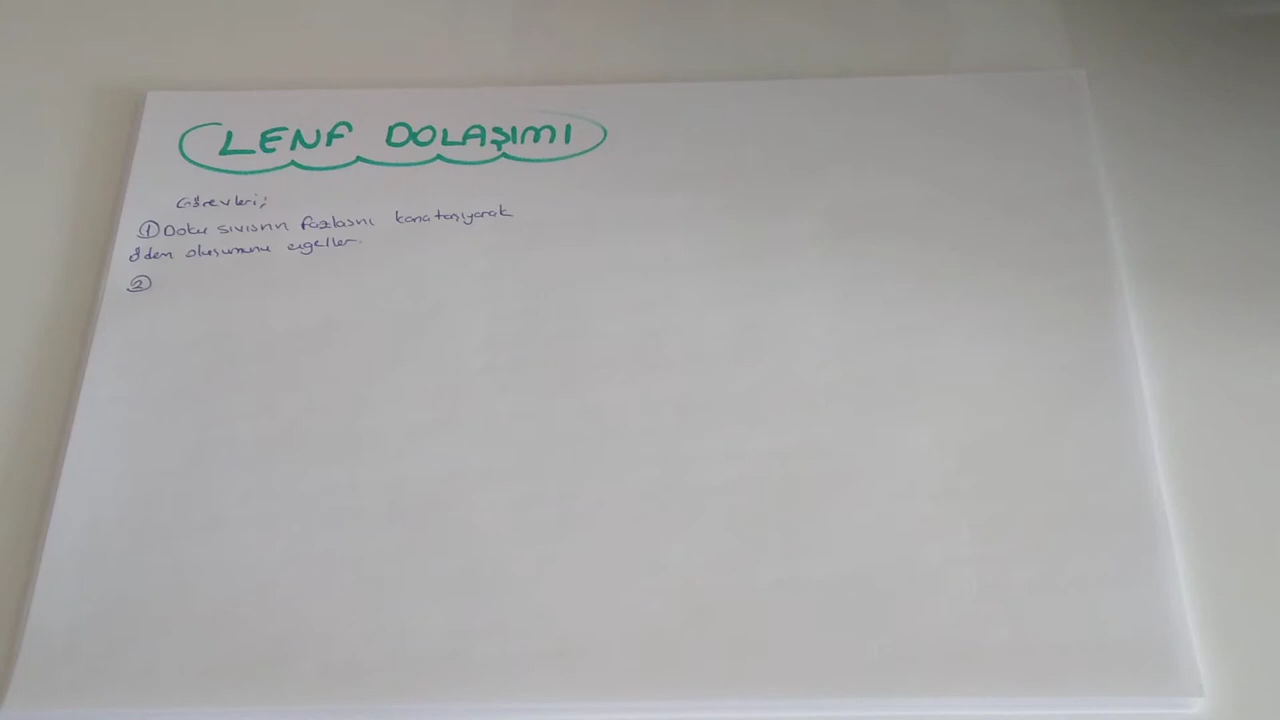 LENF DOLAŞIMI
Görevleri;
① Doku sıvısının fazlasını kana taşıyarak
ödem oluşumunu engeller.
②